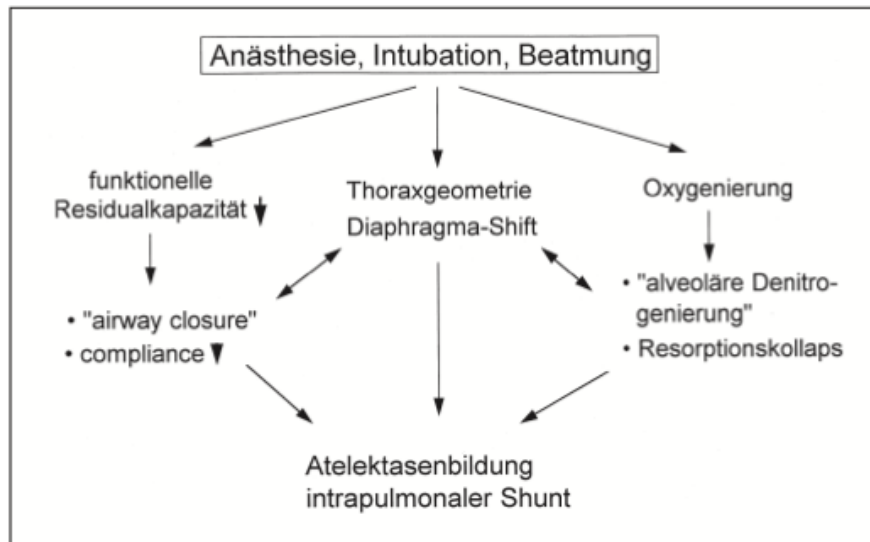 Anästhesie, Intubation, Beatmung
funktionelle
Residualkapazität
Thoraxgeometrie
Diaphragma-Shift
Oxygenierung
• "airway closure"
• compliance
• "alveoläre Denitro-
genierung"
• Resorptionskollaps
Atelektasenbildung
intrapulmonaler Shunt